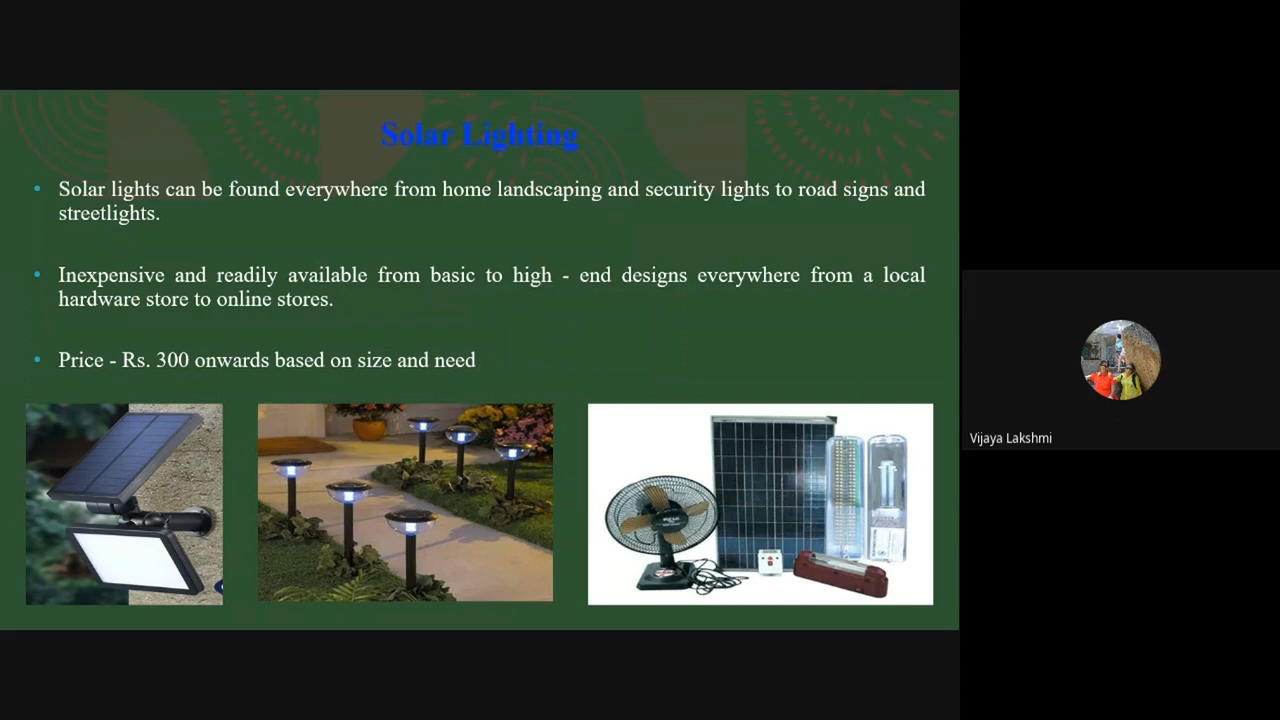 Solar Lighting
• Solar lights can be found everywhere from home landscaping and security lights to road signs and
streetlights.
• Inexpensive and readily available from basic to high - end designs everywhere from a local
hardware store to online stores.
• Price - Rs. 300 onwards based on size and need
Vijaya Lakshmi